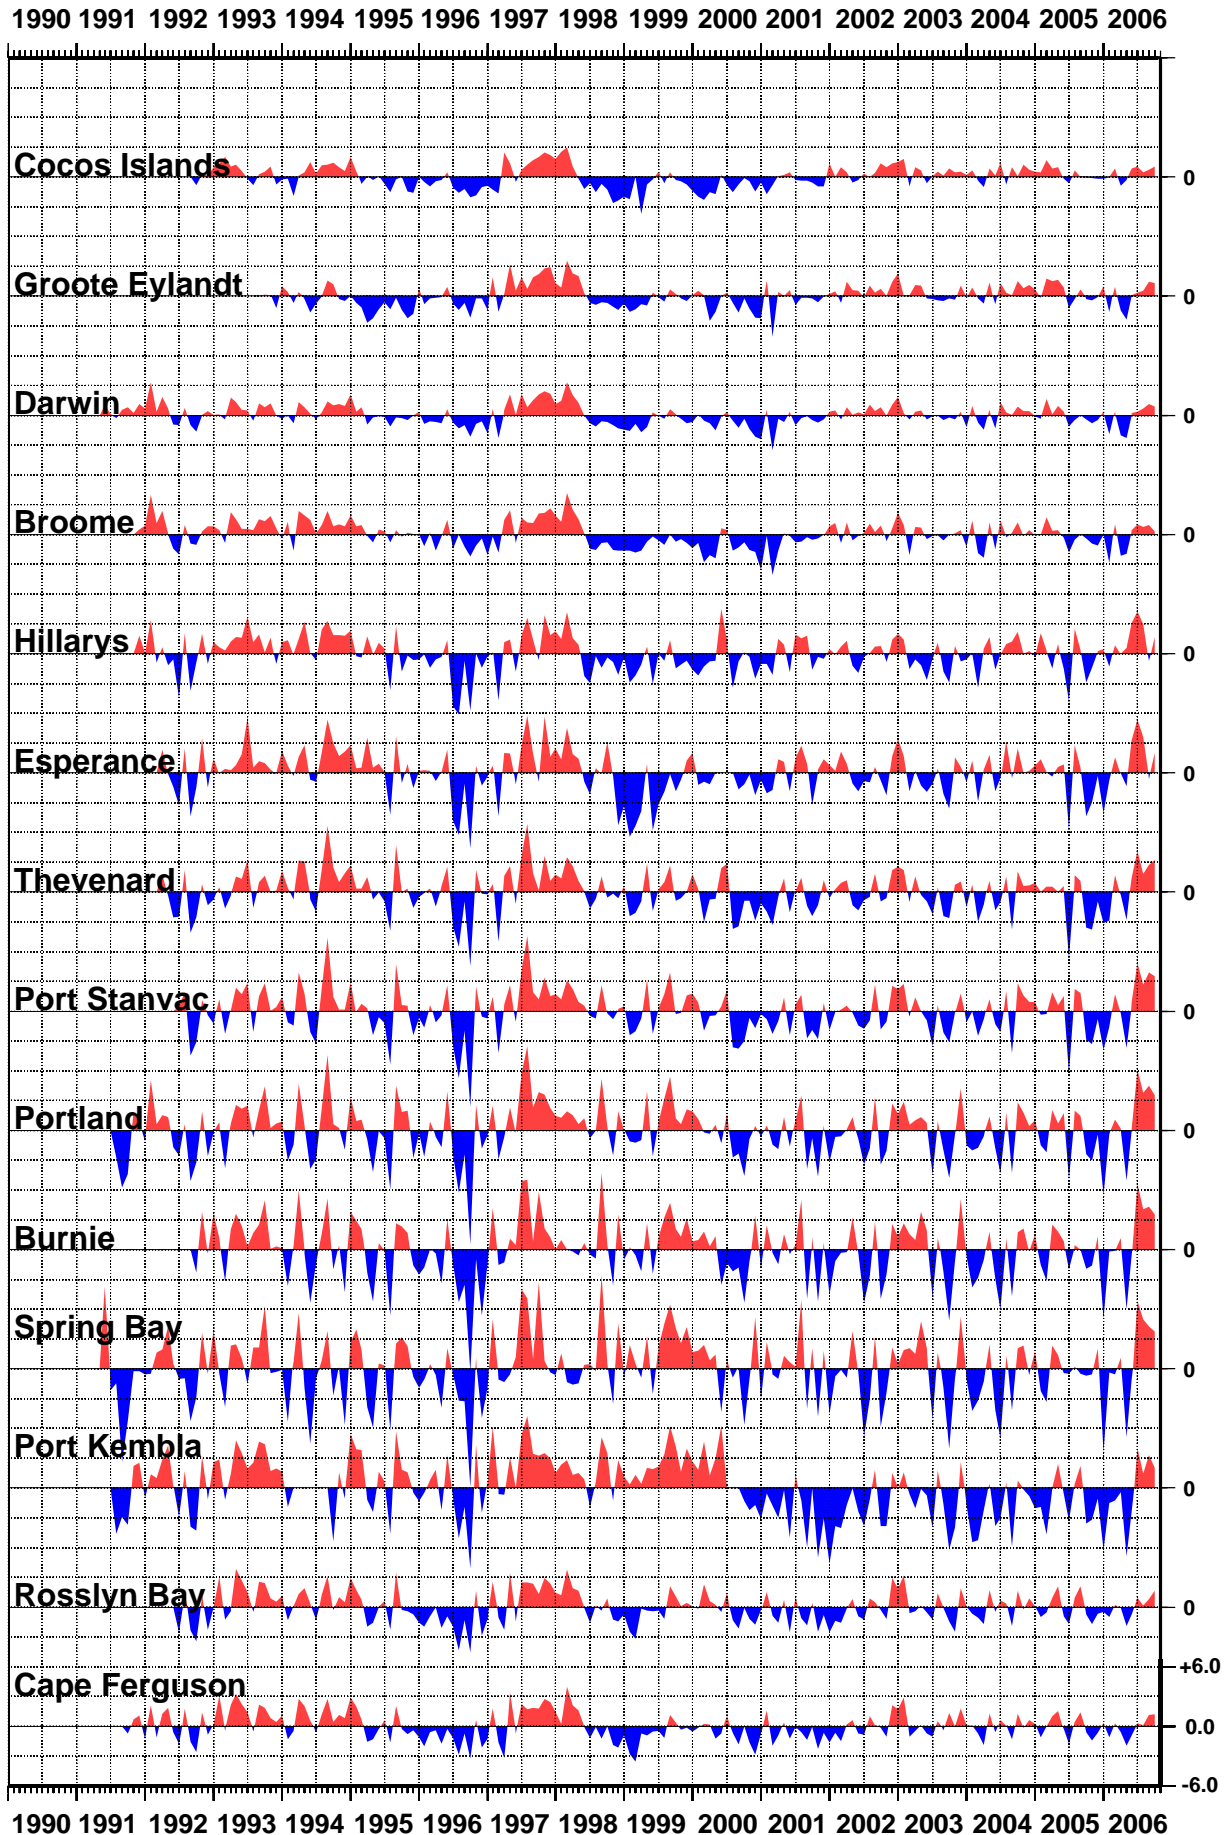 1990 1991 1992 1993 1994 1995 1996 1997 1998 1999 2000 2001 2002 2003 2004 2005 2006
Cocos Islands
0
Groote Eylandt
0
Darwin
0
Broome
0
Hillarys
0
Esperance
0
Thevenard
0
Port Stanvac
0
Portland
0
Burnie
0
Spring Bay
0
Port Kembla
0
Rosslyn Bay
0
+6.0
Cape Ferguson
0.0
-6.0
1990 1991 1992 1993 1994 1995 1996 1997 1998 1999 2000 2001 2002 2003 2004 2005 2006